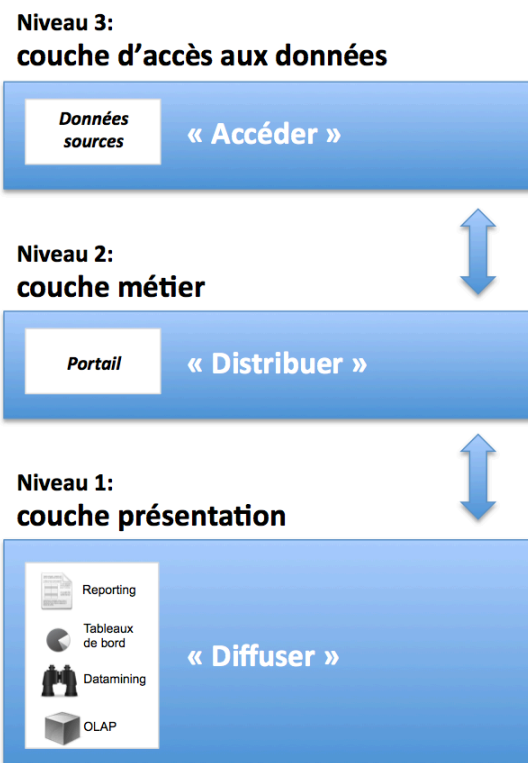 Niveau 3:
couche d’accès aux données
Données
sources
« Accéder »
Niveau 2:
couche métier
Portail
« Distribuer »
Niveau 1:
couche présentation
Reporting
Tableaux
de bord
Datamining
OLAP
« Diffuser »